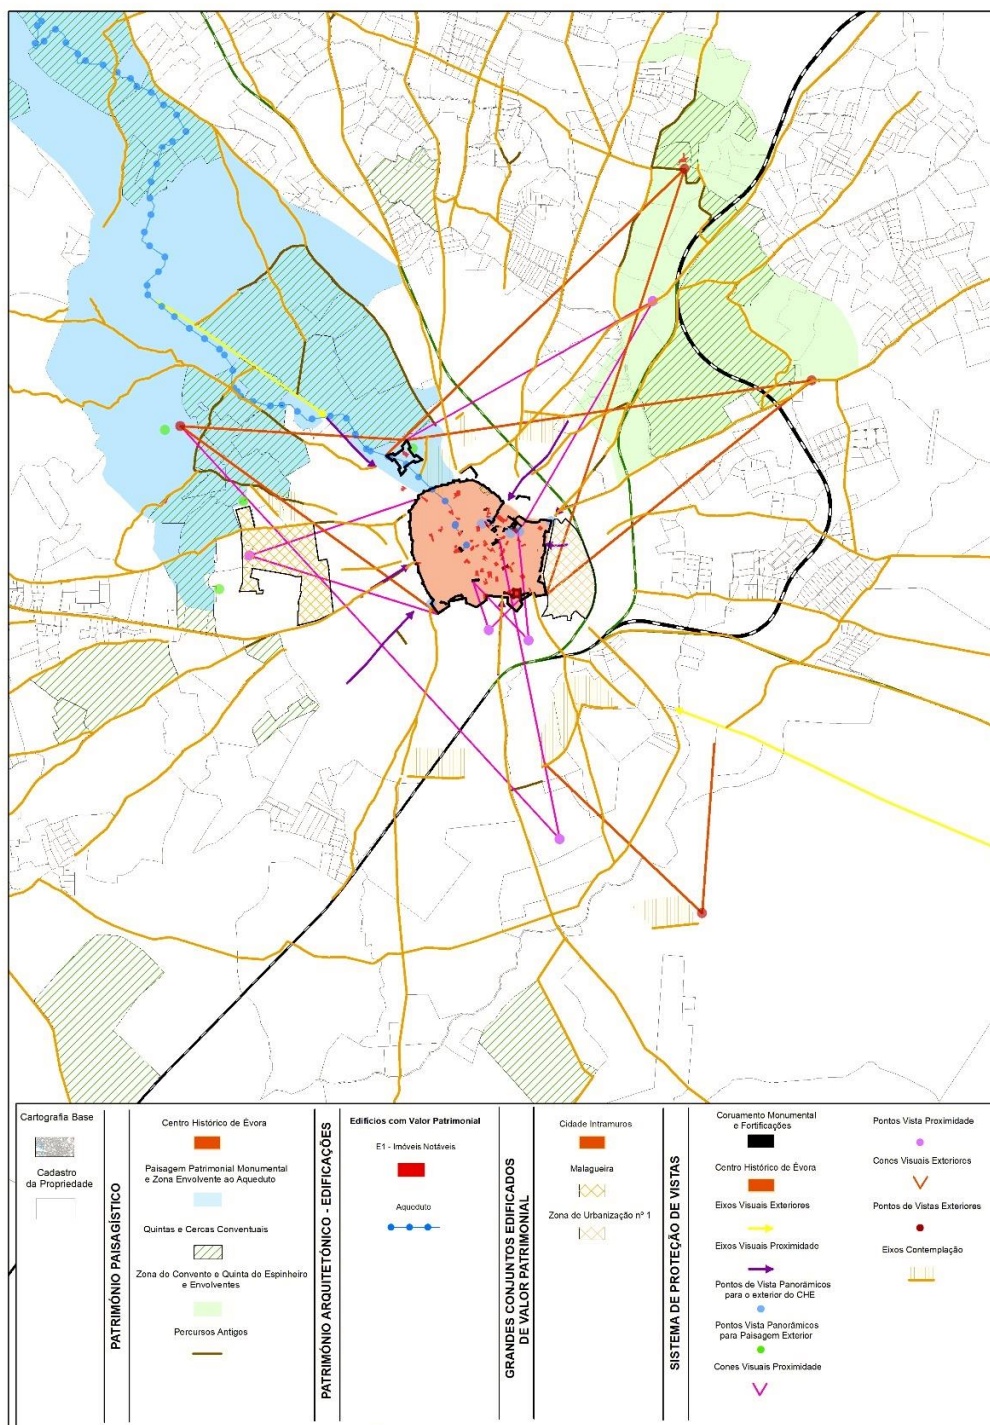 Cartografia Base
Cadastro
da Propriedade
PATRIMÓNIO PAISAGÍSTICO
Centro Histórico de Évora
Paisagem Patrimonial Monumental
e Zona Envolvente ao Aqueduto
Quintas e Cercas Conventuais
Zona do Convento e Quinta do Espinheiro
e Envolventes
Percursos Antigos
PATRIMÓNIO ARQUITETÓNICO - EDIFICAÇÕES
Edifícios com Valor Patrimonial
E1 - Imóveis Notáveis
Aqueduto
GRANDES CONJUNTOS EDIFICADOS
DE VALOR PATRIMONIAL
Cidade Intramuros
Malagueira
Zona de Urbanização nº 1
SISTEMA DE PROTEÇÃO DE VISTAS
Coruamento Monumental
e Fortificações
Centro Histórico de Évora
Eixos Visuais Exteriores
Eixos Visuais Proximidade
Pontos de Vista Panorâmicos
para o exterior do CHE
Pontos Vista Panorâmicos
para Paisagem Exterior
Cones Visuais Proximidade
Pontos Vista Proximidade
Cones Visuais Exteriores
Pontos de Vistas Exteriores
Eixos Contemplação